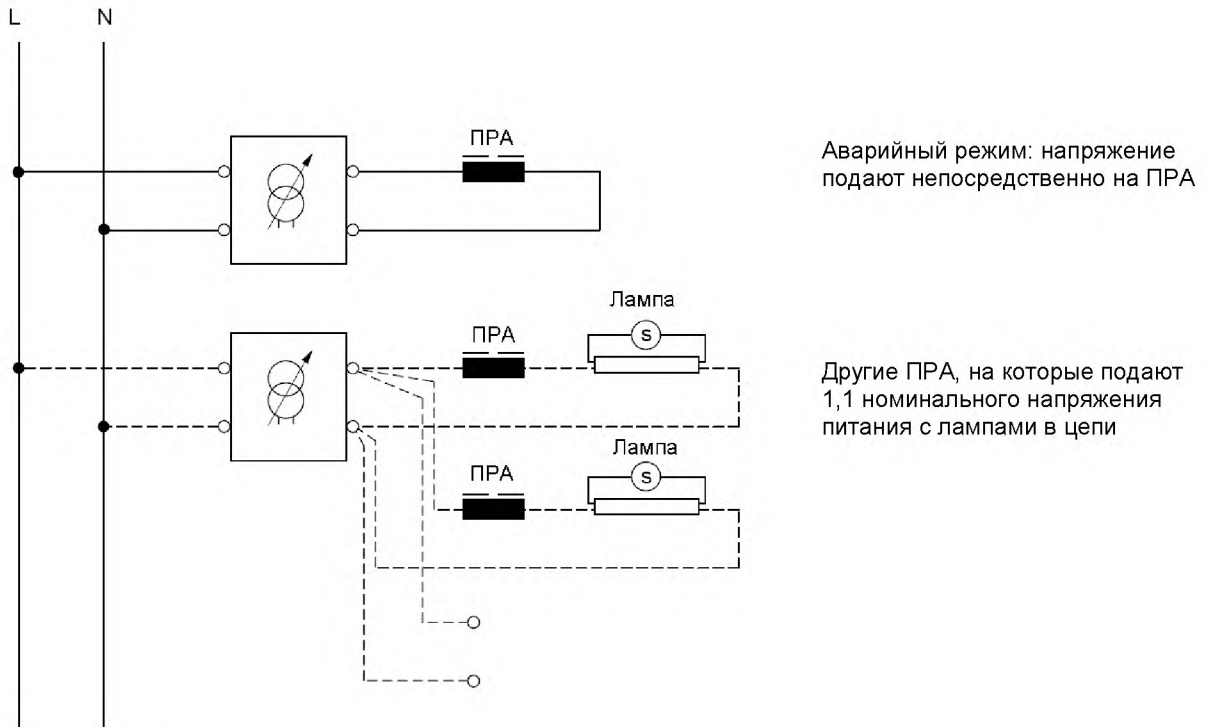 L N
ПРА
Аварийный режим: напряжение
подают непосредственно на ПРА
Лампа
S
ПРА
Другие ПРА, на которые подают
1,1 номинального напряжения
питания с лампами в цепи
Лампа
S
ПРА